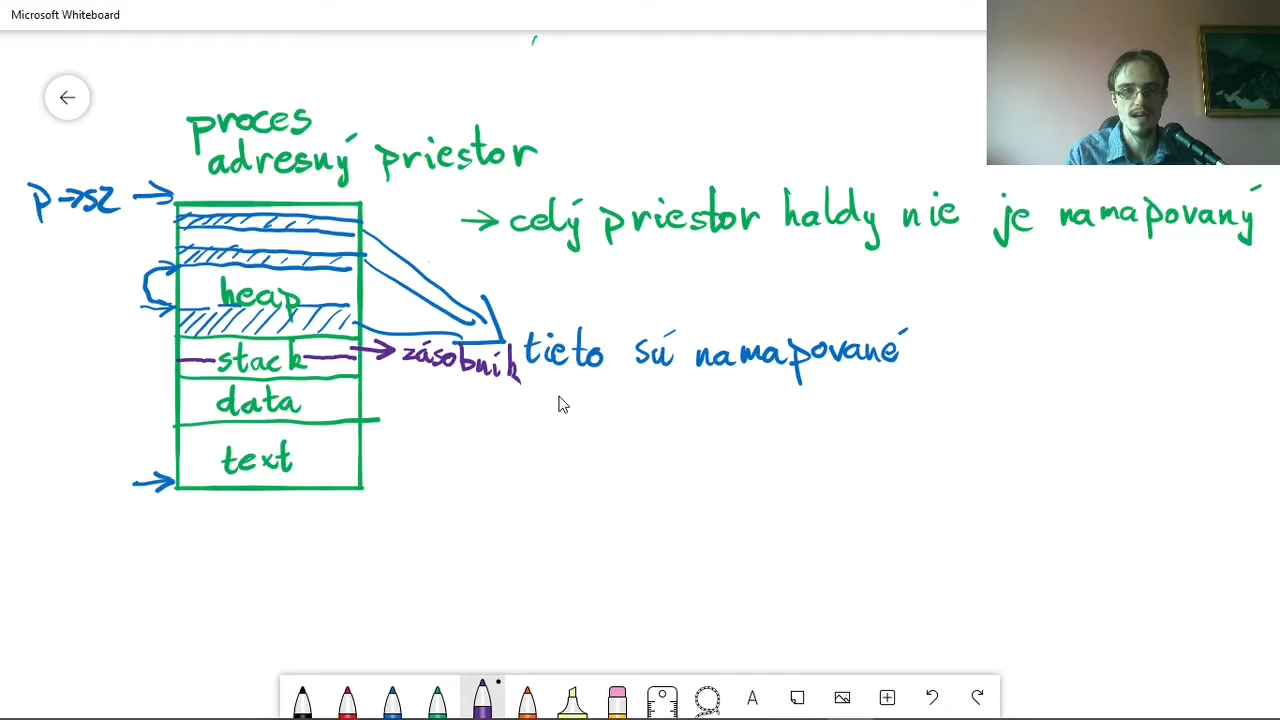 Microsoft Whiteboard
proces
adresný priestor
p→sz
→ celý priestor haldy nie je namapovaný
heap
stack
zásobník
tieto sú namapované
data
text
A